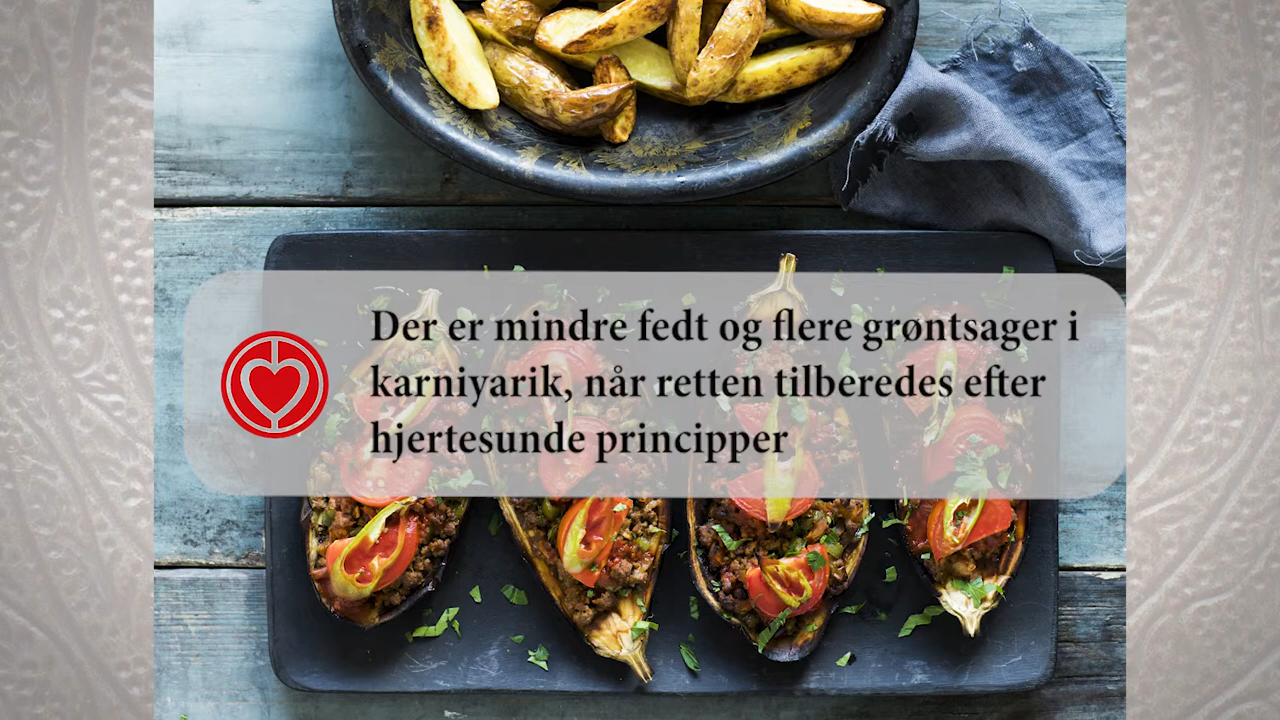 Der er mindre fedt og flere grøntsager i
karniyarik, når retten tilberedes efter
hjertesunde principper